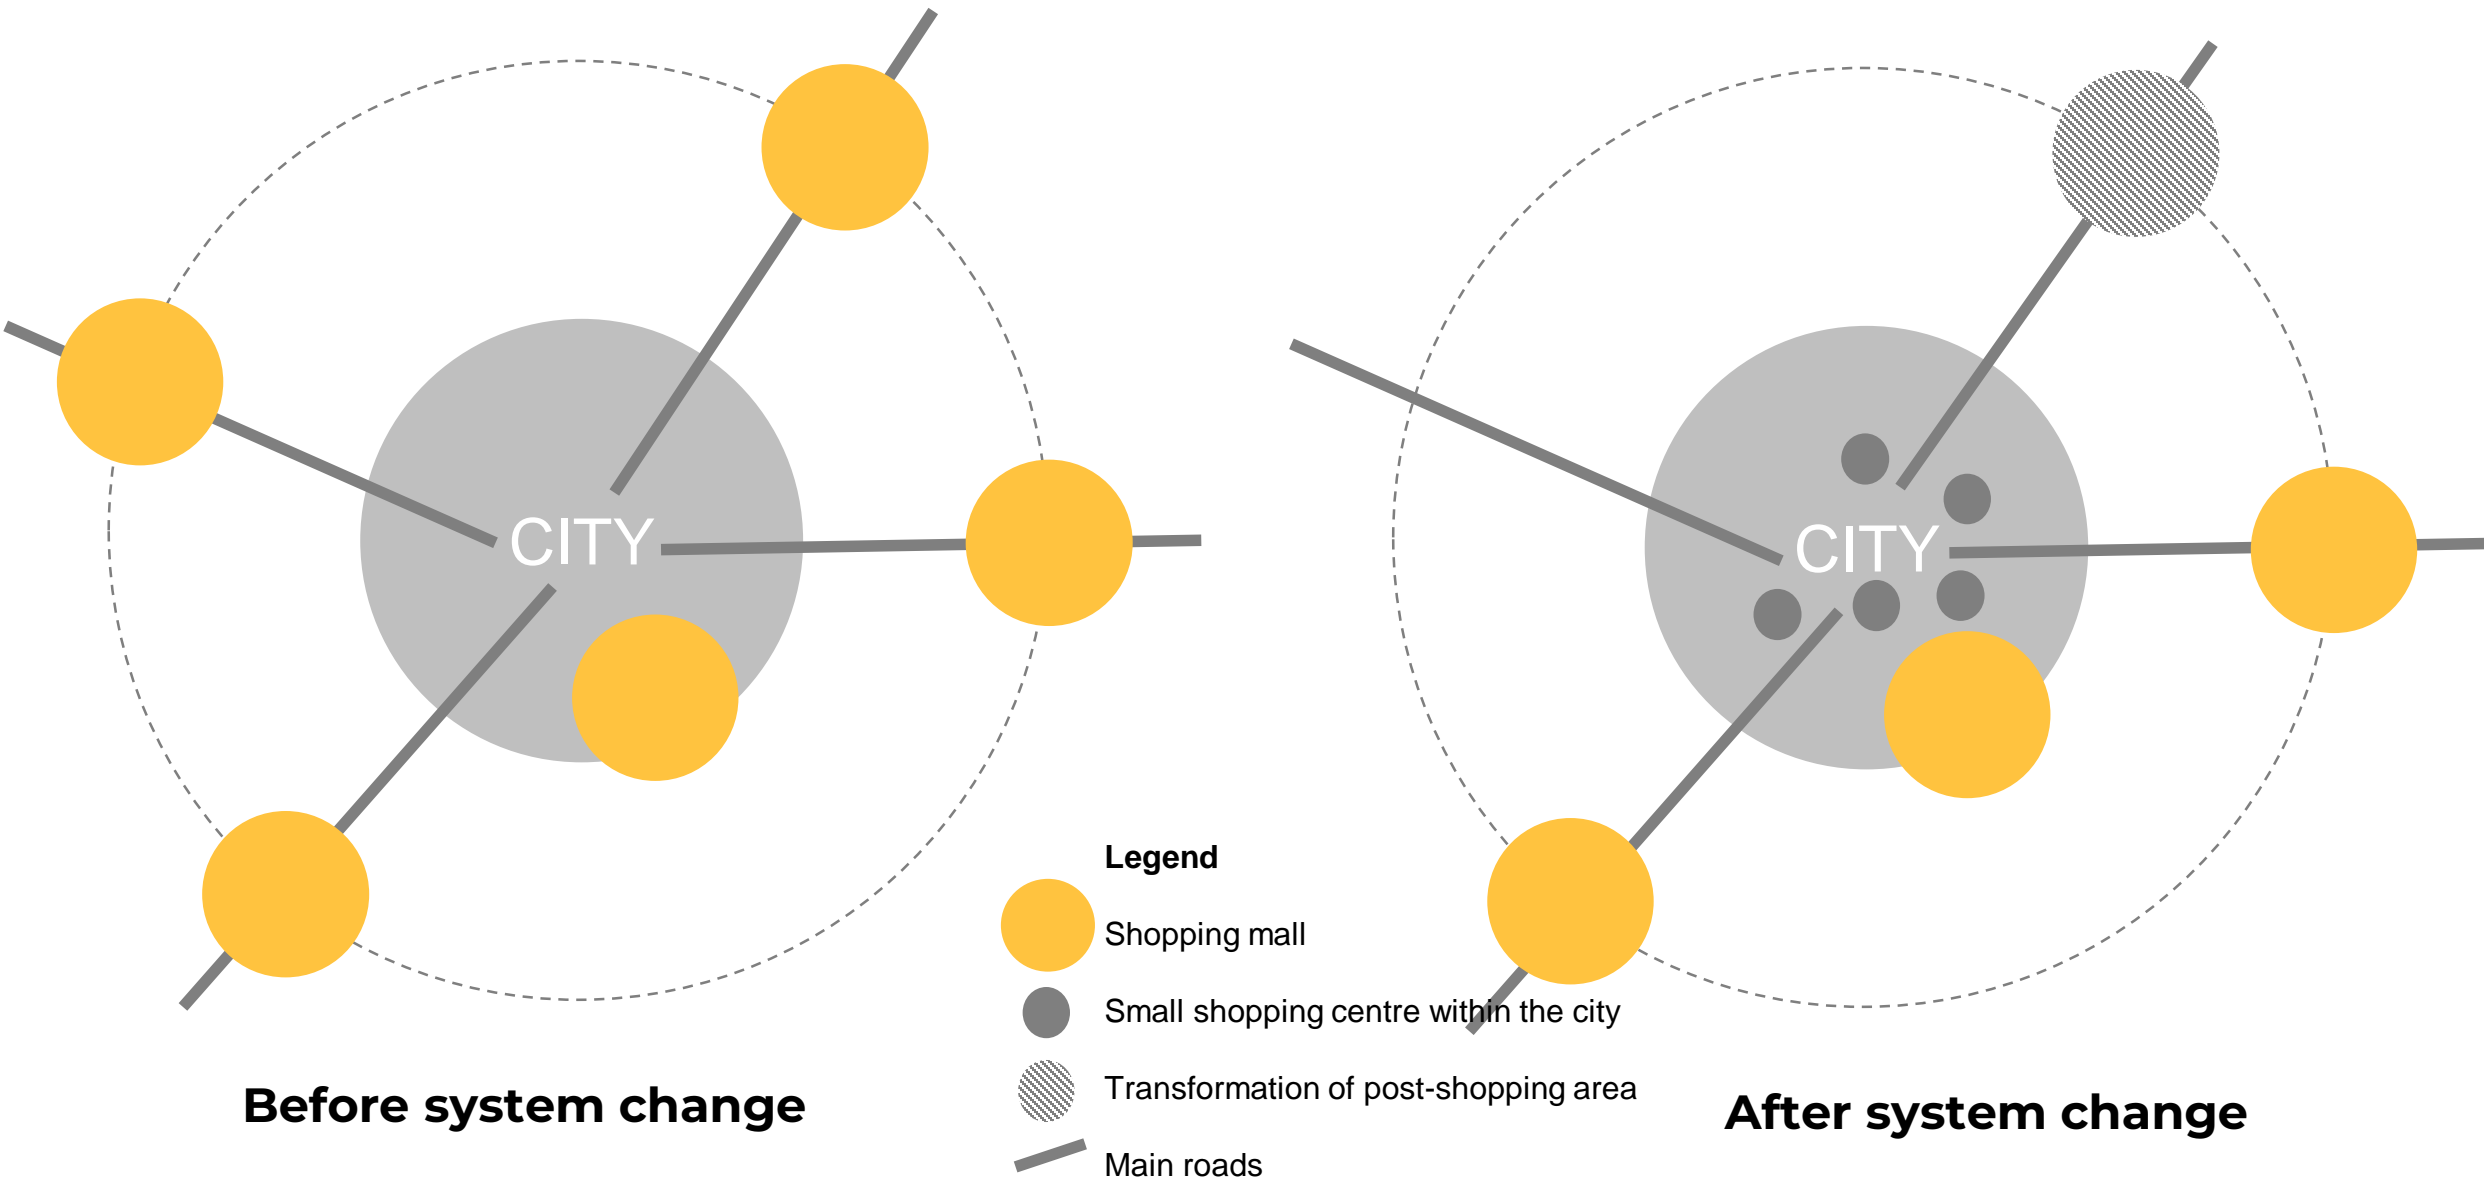 CITY
CITY
Legend
Shopping mall
Small shopping centre within the city
Transformation of post-shopping area
Main roads
Before system change
After system change